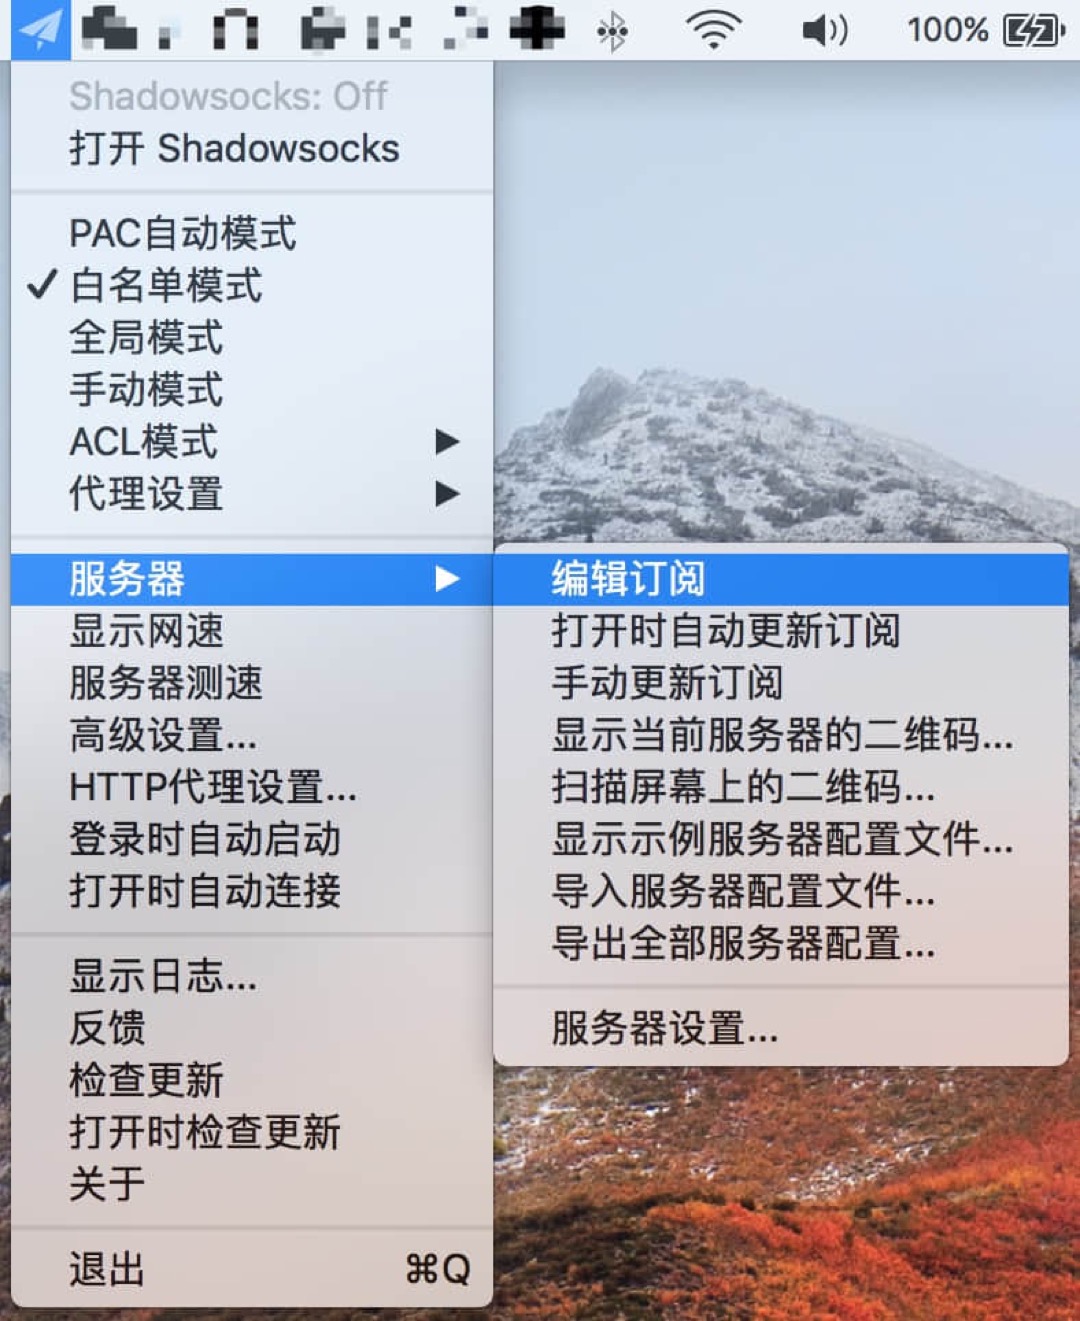 100%
Shadowsocks: Off
打开 Shadowsocks
PAC自动模式
白名单模式
全局模式
手动模式
ACL模式
代理设置
服务器
显示网速
服务器测速
高级设置...
HTTP代理设置...
登录时自动启动
打开时自动连接
显示日志...
反馈
检查更新
打开时检查更新
关于
退出 ⌘Q
编辑订阅
打开时自动更新订阅
手动更新订阅
显示当前服务器的二维码...
扫描屏幕上的二维码...
显示示例服务器配置文件...
导入服务器配置文件...
导出全部服务器配置...
服务器设置...